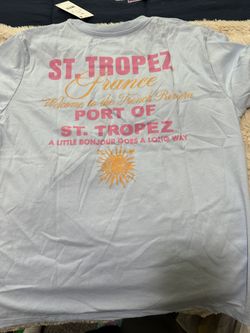 ST. TROPEZ
France
Welcome to the French Riviera
PORT OF
ST. TROPEZ
A LITTLE BONJOUR GOES A LONG WAY